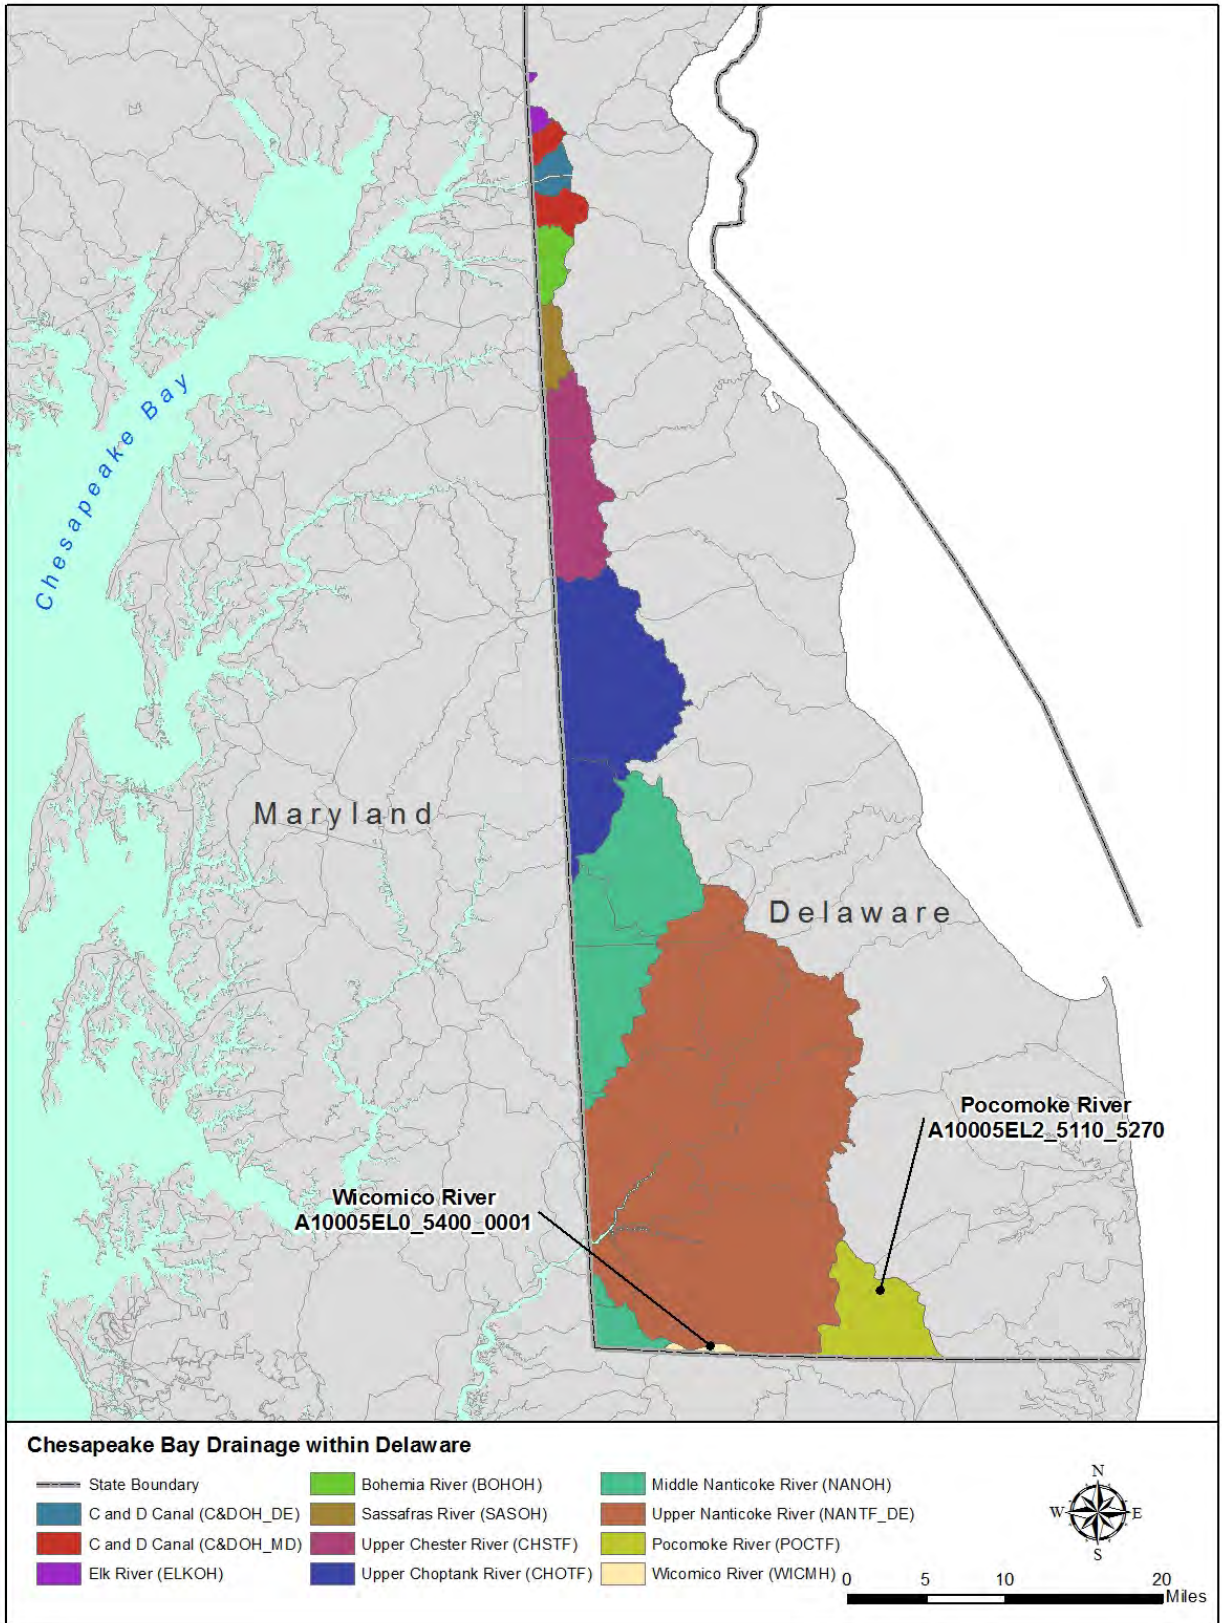 Chesapeake Bay
Maryland
Delaware
Pocomoke River
A10005EL2_5110_5270
Wicomico River
A10005EL0_5400_0001
Chesapeake Bay Drainage within Delaware
State Boundary
C and D Canal (C&DOH_DE)
C and D Canal (C&DOH_MD)
Elk River (ELKOH)
Bohemia River (BOHOH)
Sassafras River (SASOH)
Upper Chester River (CHSTF)
Upper Choptank River (CHOTF)
Middle Nanticoke River (NANOH)
Upper Nanticoke River (NANTF_DE)
Pocomoke River (POCTF)
Wicomico River (WICMH)
N
W E
S
0 5 10 20
Miles